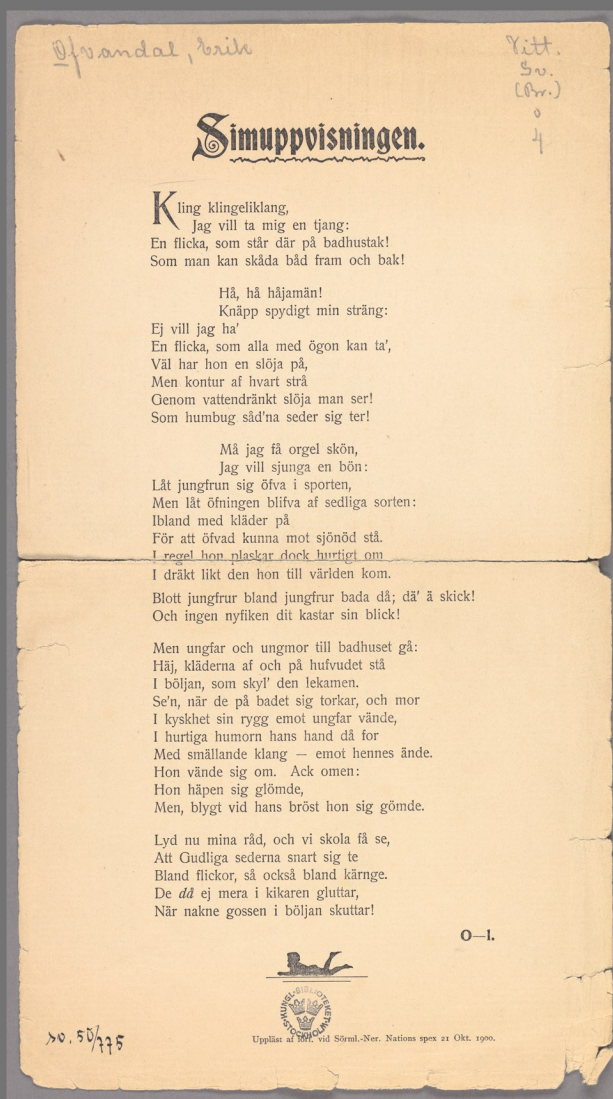 Ofvandal, Erik
Vitt.
Sv.
(Br.)
o
4
Simuppvisningen.
Kling klingeliklang,
Jag vill ta mig en tjang:
En flicka, som står där på badhustak!
Som man kan skåda båd fram och bak!
Hå, hå håjamän!
Knäpp spydigt min sträng:
Ej vill jag ha'
En flicka, som alla med ögon kan ta',
Väl har hon en slöja på,
Men kontur af hvart strå
Genom vattendränkt slöja man ser!
Som humbug såd'na seder sig ter!
Må jag få orgel skön,
Jag vill sjunga en bön:
Låt jungfrun sig öfva i sporten,
Men låt öfningen blifva af sedliga sorten:
Ibland med kläder på
För att öfvad kunna mot sjönöd stå.
I regel hon plaskar dock hurtigt om
I dräkt likt den hon till världen kom.
Blott jungfrur bland jungfrur bada då; dä' ä skick!
Och ingen nyfiken dit kastar sin blick!
Men ungfar och ungmor till badhuset gå:
Häj, kläderna af och på hufvudet stå
I böljan, som skyl' den lekamen.
Se'n, när de på badet sig torkar, och mor
I kyskhet sin rygg emot ungfar vände,
I hurtiga humorn hans hand då for
Med smällande klang — emot hennes ände.
Hon vände sig om. Ack omen:
Hon häpen sig glömde,
Men, blygt vid hans bröst hon sig gömde.
Lyd nu mina råd, och vi skola få se,
Att Gudliga sederna snart sig te
Bland flickor, så också bland kärnge.
De då ej mera i kikaren gluttar,
När nakne gossen i böljan skuttar!
O—l.
KUNGL. BIBLIOTEKET STOCKHOLM
Uppläst af förf. vid Sörml.-Ner. Nations spex 21 Okt. 1900.
50/775